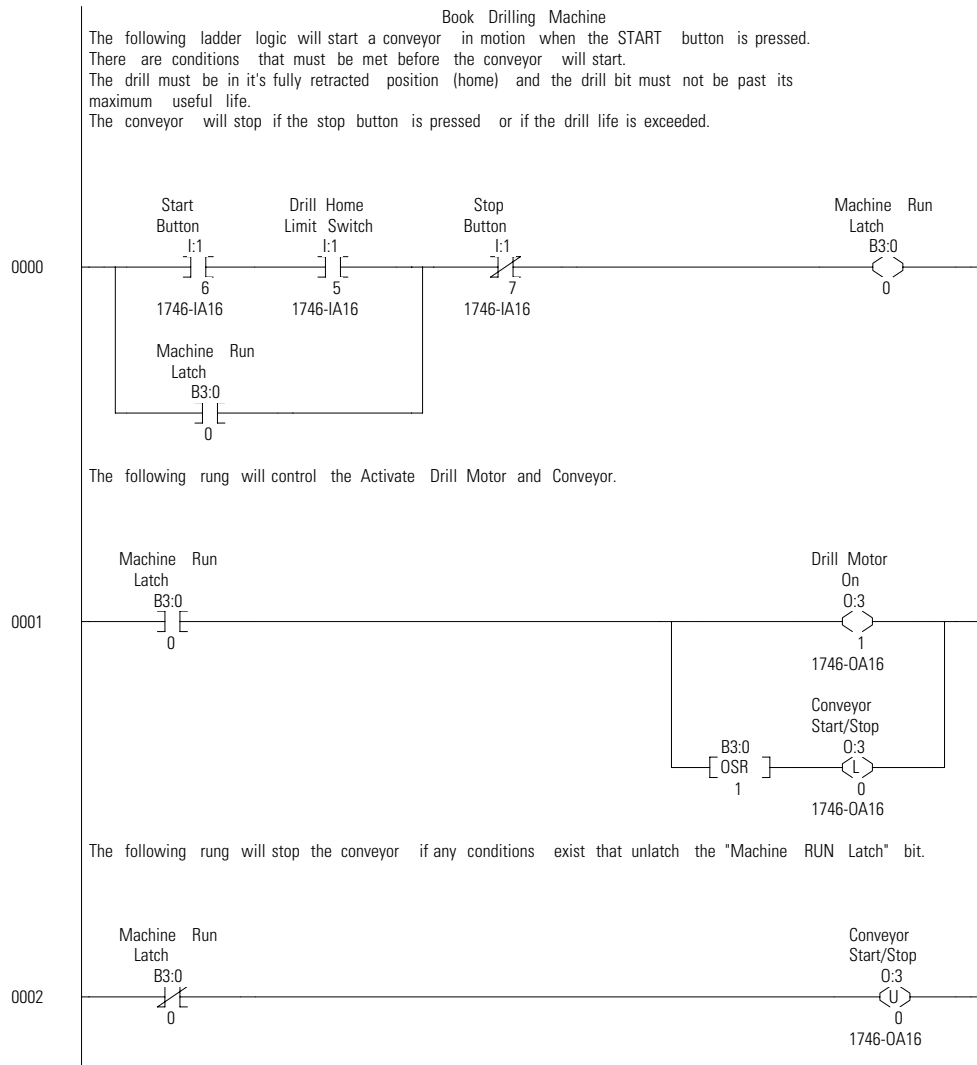 Book Drilling Machine
The following ladder logic will start a conveyor in motion when the START button is pressed.
There are conditions that must be met before the conveyor will start.
The drill must be in it's fully retracted position (home) and the drill bit must not be past its
maximum useful life.
The conveyor will stop if the stop button is pressed or if the drill life is exceeded.
Start Drill Home Stop Machine Run
Button Limit Switch Button Latch
I:1 I:1 I:1 B3:0
0000
6 5 7 0
1746-IA16 1746-IA16 1746-IA16
Machine Run
Latch
B3:0
0
The following rung will control the Activate Drill Motor and Conveyor.
Machine Run Drill Motor
Latch On
B3:0 O:3
0001
0 1
1746-OA16
Conveyor
Start/Stop
B3:0 O:3
OSR L
1 0
1746-OA16
The following rung will stop the conveyor if any conditions exist that unlatch the "Machine RUN Latch" bit.
Machine Run Conveyor
Latch Start/Stop
B3:0 O:3
0002 U
0 0
1746-OA16